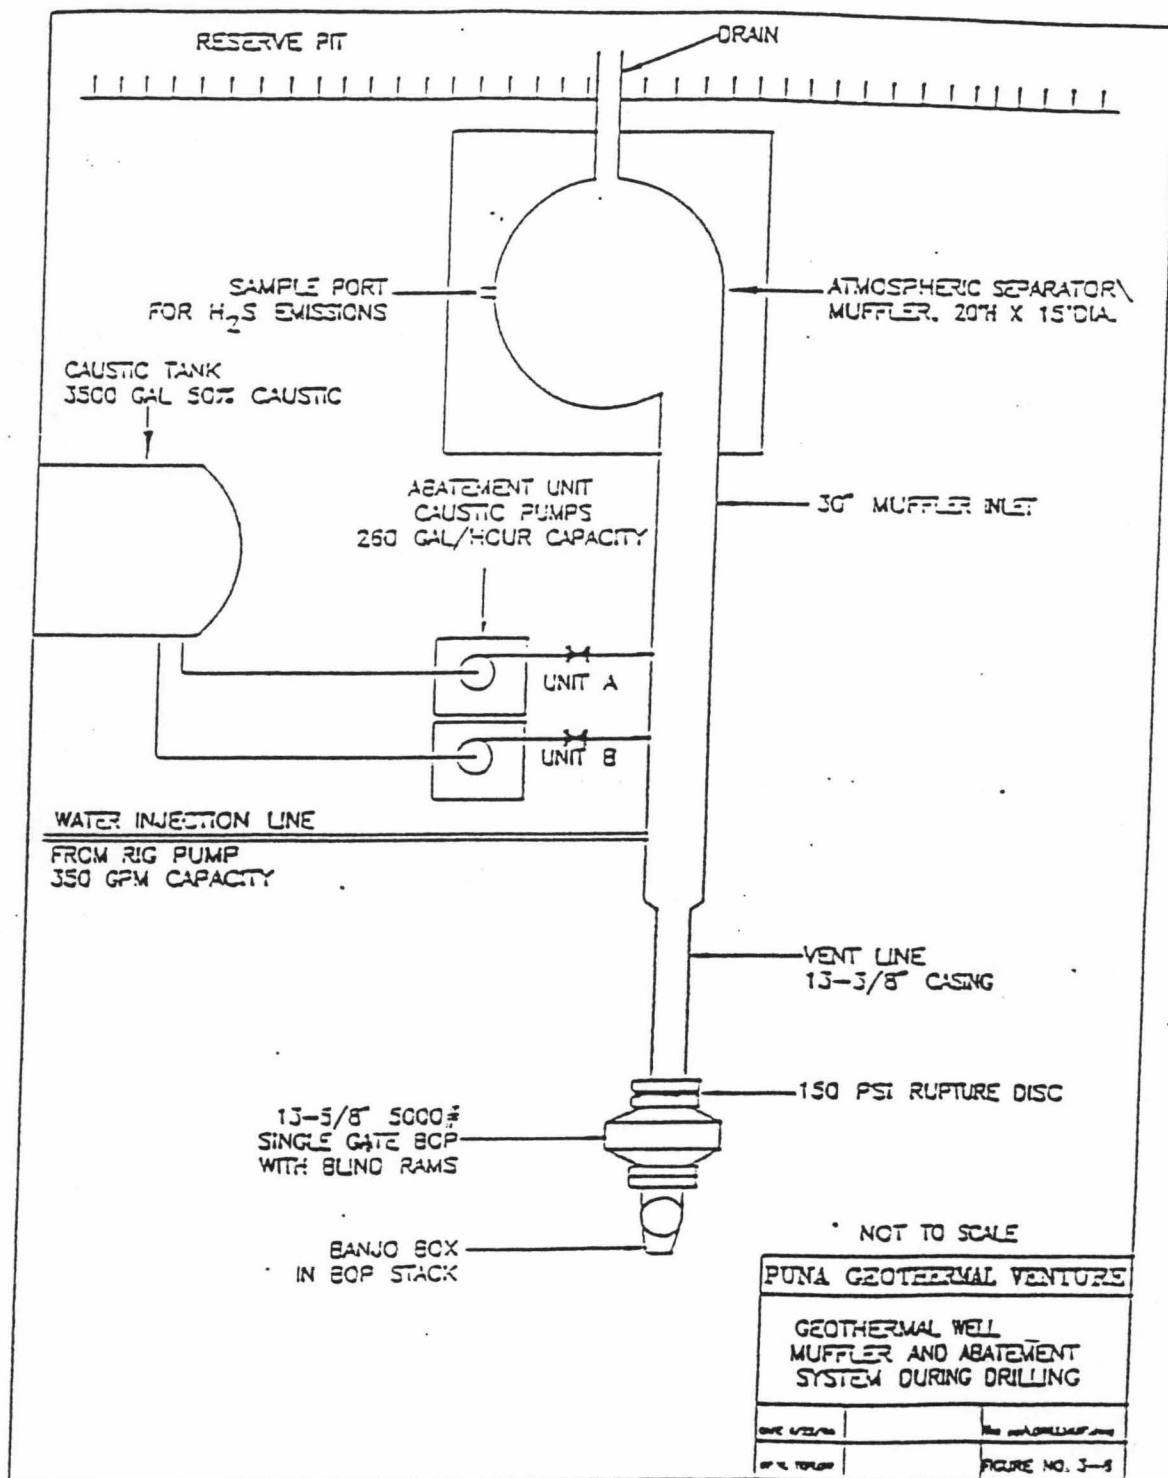 RESERVE PIT
DRAIN
SAMPLE PORT
FOR H2S EMISSIONS
ATMOSPHERIC SEPARATOR\
MUFFLER. 20'H X 15'DIA.
CAUSTIC TANK
3500 GAL 50% CAUSTIC
ABATEMENT UNIT
CAUSTIC PUMPS
260 GAL/HOUR CAPACITY
30" MUFFLER INLET
UNIT A
UNIT B
WATER INJECTION LINE
FROM RIG PUMP
350 GPM CAPACITY
VENT LINE
13-3/8" CASING
150 PSI RUPTURE DISC
13-5/8" 5000#
SINGLE GATE BOP
WITH BLIND RAMS
BANJO BOX
IN BOP STACK
NOT TO SCALE
PUNA GEOTHERMAL VENTURE
GEOTHERMAL WELL
MUFFLER AND ABATEMENT
SYSTEM DURING DRILLING
FIGURE NO.